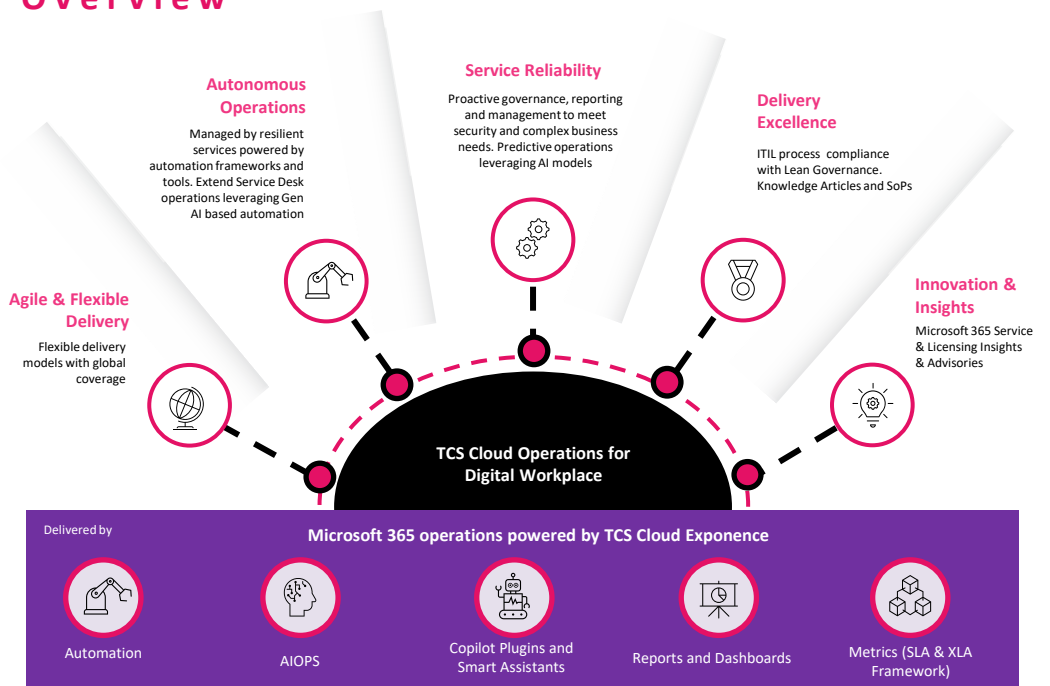 Overview
Service Reliability
Proactive governance, reporting
and management to meet
security and complex business
needs. Predictive operations
leveraging AI models
Autonomous
Operations
Managed by resilient
services powered by
automation frameworks and
tools. Extend Service Desk
operations leveraging Gen
AI based automation
Delivery
Excellence
ITIL process compliance
with Lean Governance.
Knowledge Articles and SoPs
Agile & Flexible
Delivery
Flexible delivery
models with global
coverage
Innovation &
Insights
Microsoft 365 Service
& Licensing Insights
& Advisories
TCS Cloud Operations for
Digital Workplace
Delivered by
Microsoft 365 operations powered by TCS Cloud Exponence
Automation
AIOPS
Copilot Plugins and
Smart Assistants
Reports and Dashboards
Metrics (SLA & XLA
Framework)